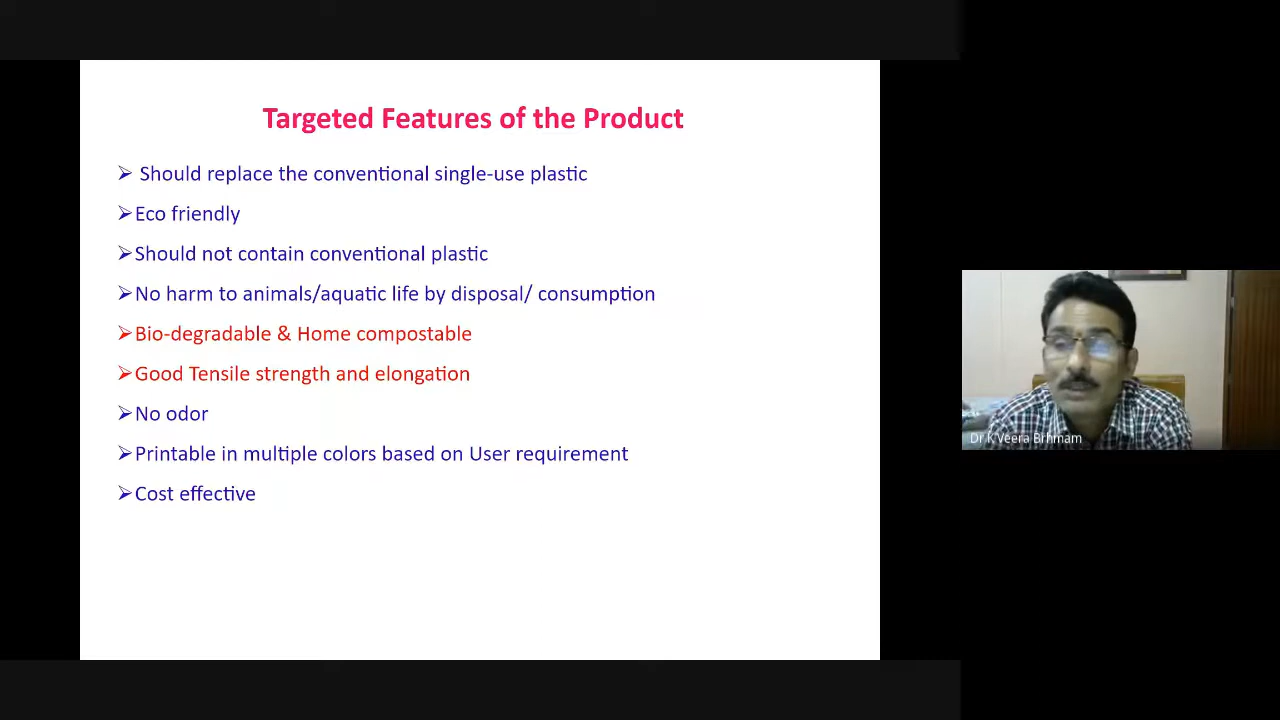 Targeted Features of the Product
➢ Should replace the conventional single-use plastic
➢Eco friendly
➢Should not contain conventional plastic
➢No harm to animals/aquatic life by disposal/ consumption
➢Bio-degradable & Home compostable
➢Good Tensile strength and elongation
➢No odor
➢Printable in multiple colors based on User requirement
➢Cost effective
Dr K Veera Brhmam